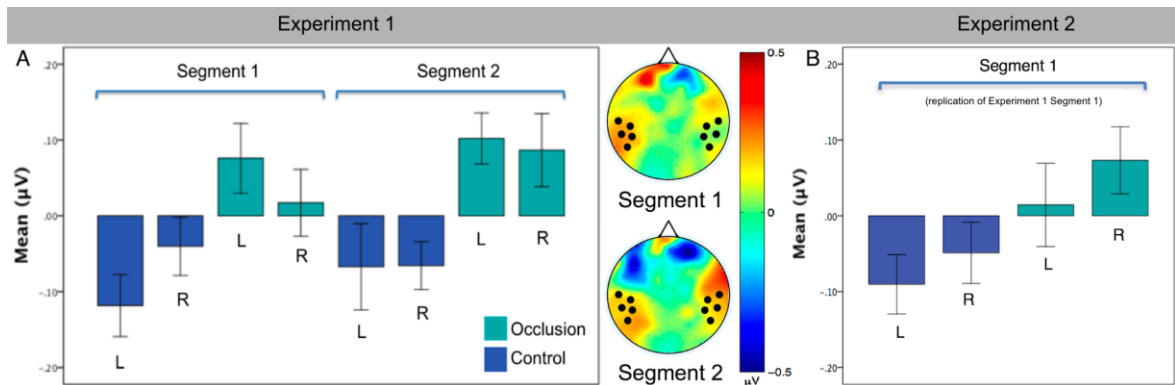 Experiment 1
Experiment 2
A
Segment 1
Segment 2
Mean (µV)
.20
.10
.00
-.10
-.20
L
R
L
R
L
R
L
R
Occlusion
Control
Segment 1
Segment 2
0.5
0
−0.5
µV
B
Segment 1
(replication of Experiment 1 Segment 1)
Mean (µV)
.20
.10
.00
-.10
-.20
L
R
L
R